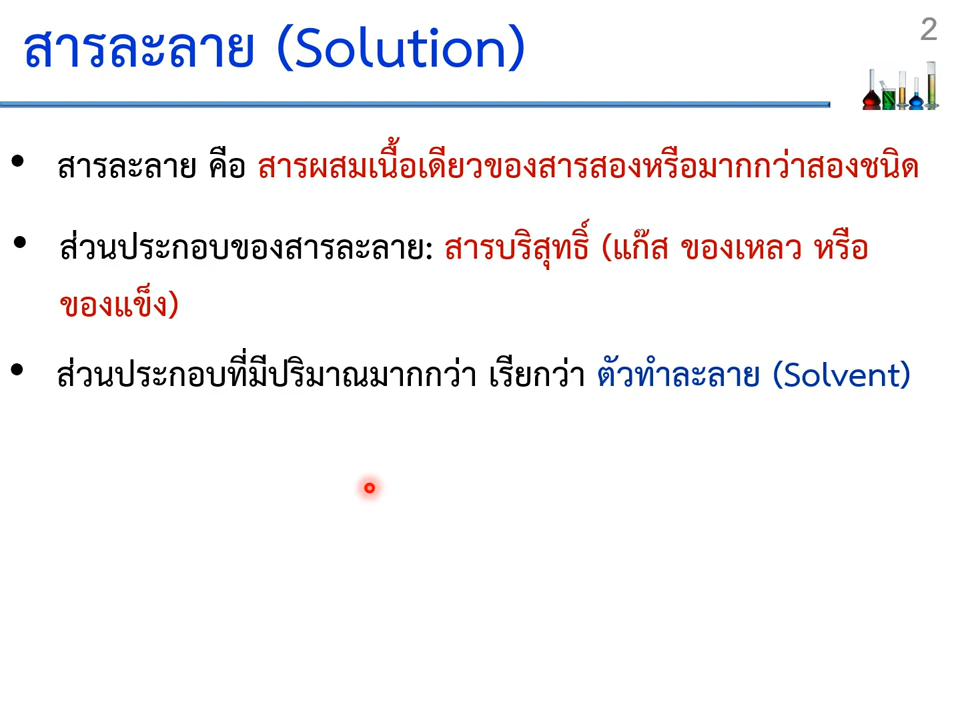 2
สารละลาย (Solution)
• สารละลาย คือ สารผสมเนื้อเดียวของสารสองหรือมากกว่าสองชนิด
• ส่วนประกอบของสารละลาย: สารบริสุทธิ์ (แก๊ส ของเหลว หรือ
ของแข็ง)
• ส่วนประกอบที่มีปริมาณมากกว่า เรียกว่า ตัวทำละลาย (Solvent)